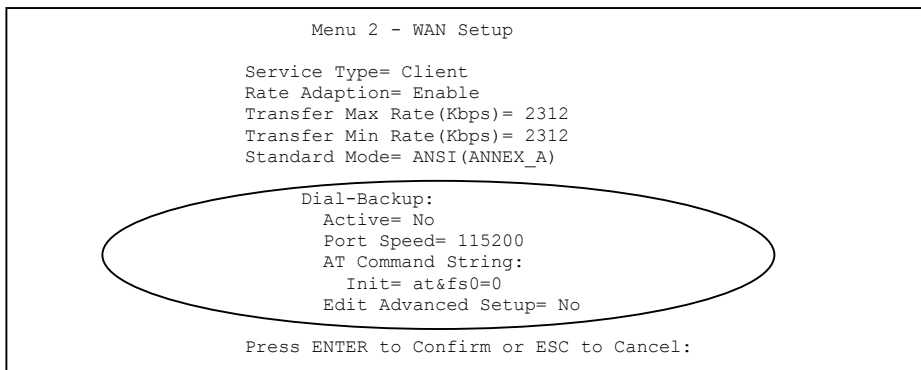 Menu 2 - WAN Setup
Service Type= Client
Rate Adaption= Enable
Transfer Max Rate(Kbps)= 2312
Transfer Min Rate(Kbps)= 2312
Standard Mode= ANSI(ANNEX_A)
Dial-Backup:
Active= No
Port Speed= 115200
AT Command String:
Init= at&fs0=0
Edit Advanced Setup= No
Press ENTER to Confirm or ESC to Cancel: